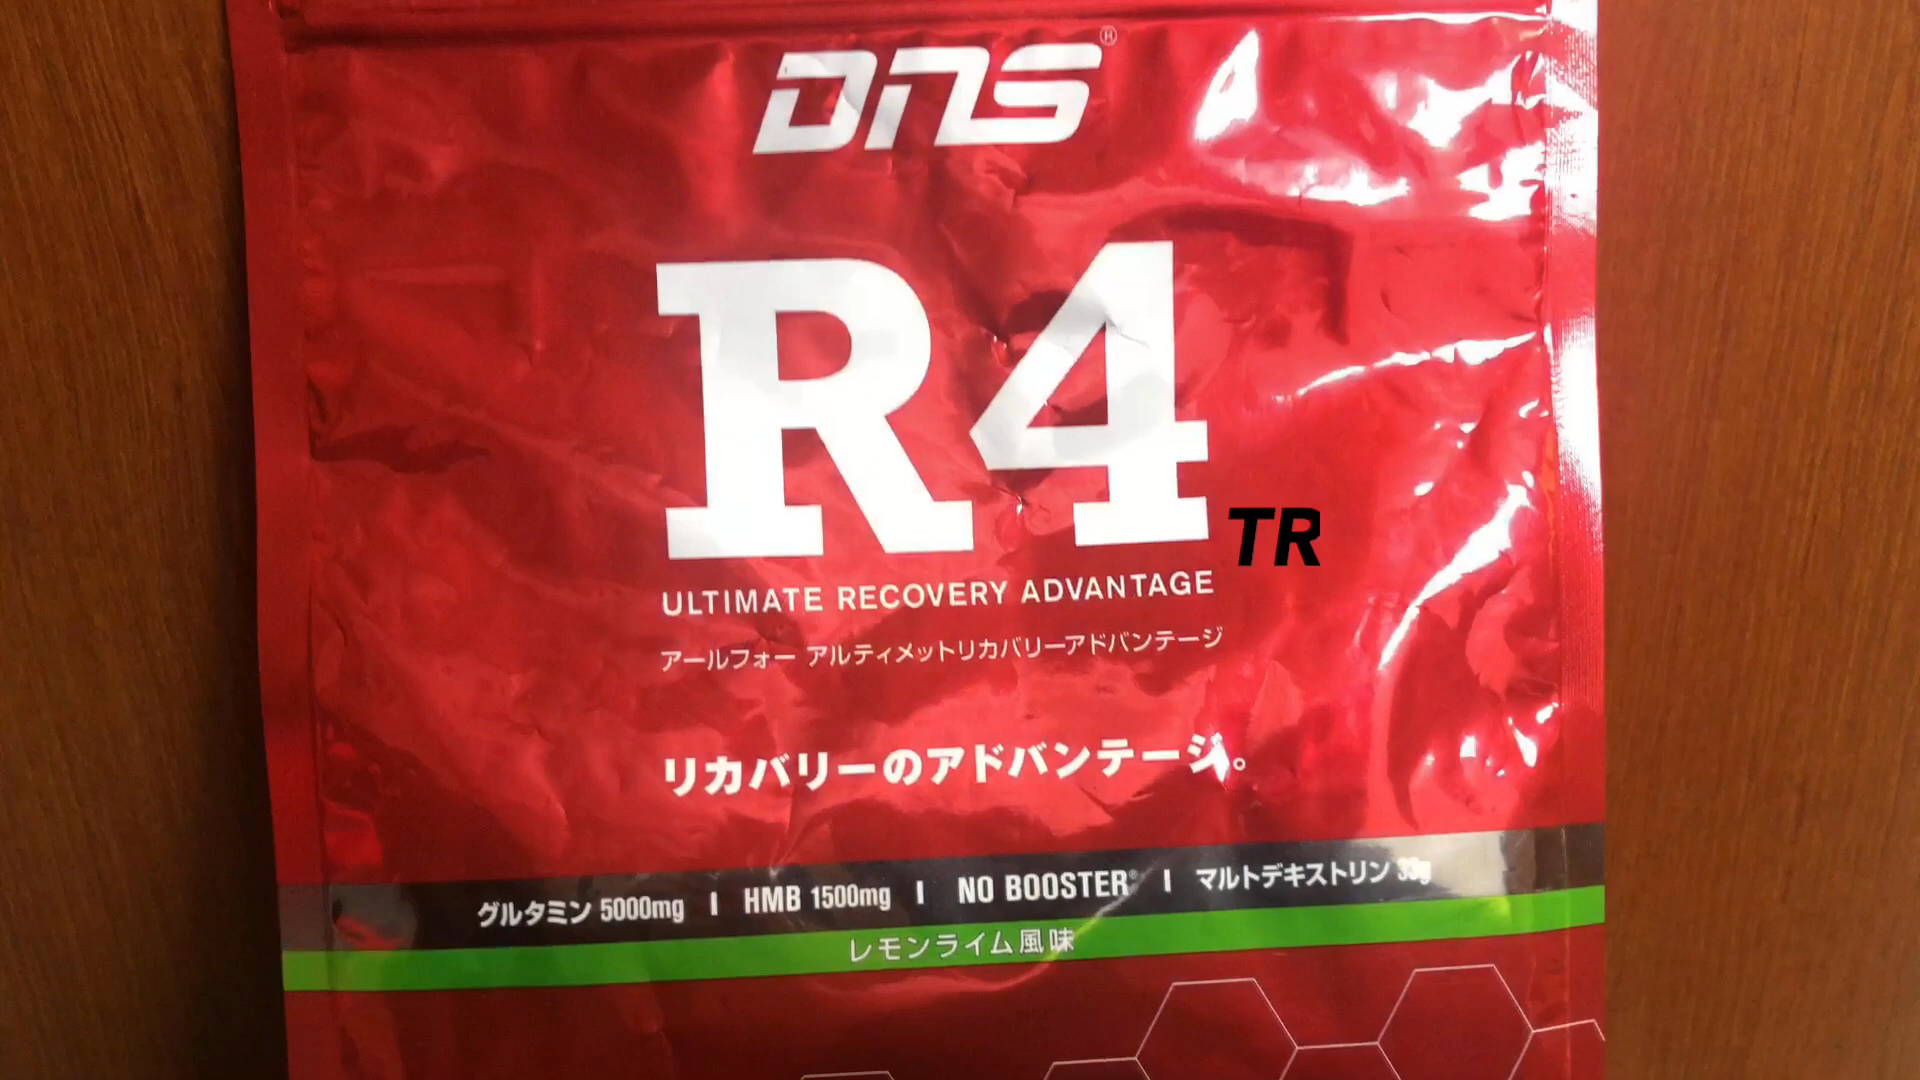 DNS®
R4 TR
ULTIMATE RECOVERY ADVANTAGE
アールフォー アルティメットリカバリーアドバンテージ
リカバリーのアドバンテージ。
グルタミン 5000mg | HMB 1500mg | NO BOOSTER® | マルトデキストリン 33g
レモンライム風味